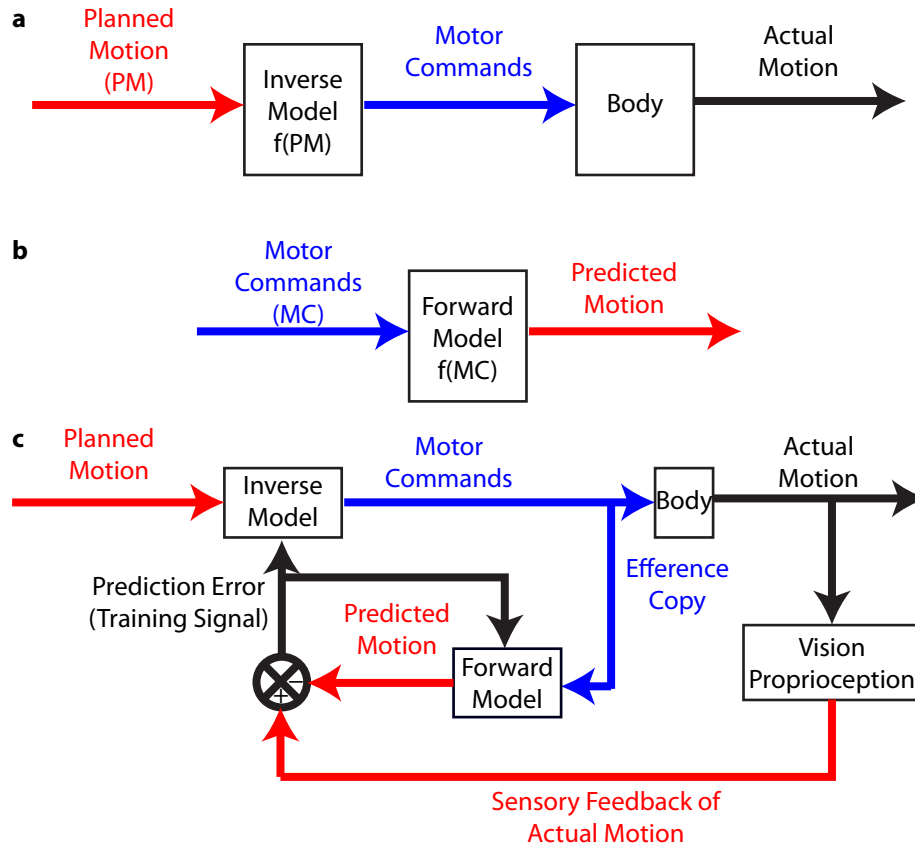 a
Planned
Motion
(PM)
Inverse
Model
f(PM)
Motor
Commands
Body
Actual
Motion
b
Motor
Commands
(MC)
Forward
Model
f(MC)
Predicted
Motion
c
Planned
Motion
Inverse
Model
Motor
Commands
Body
Actual
Motion
Prediction Error
(Training Signal)
Predicted
Motion
Forward
Model
Efference
Copy
Vision
Proprioception
−
+
Sensory Feedback of
Actual Motion